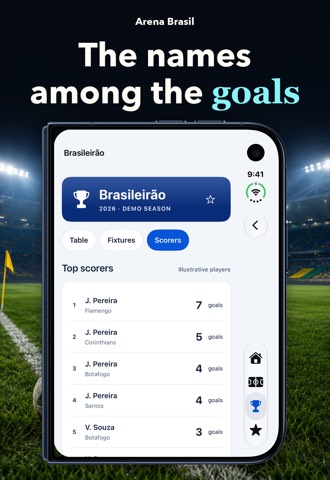 Arena Brasil
The names
among the goals
Brasileirão
9:41
Brasileirão
2026 · DEMO SEASON
Table Fixtures Scorers
Top scorers Illustrative players
1 J. Pereira 7 goals
Flamengo
2 J. Pereira 5 goals
Corinthians
3 J. Pereira 4 goals
Botafogo
4 J. Pereira 4 goals
Santos
5 V. Souza 3 goals
Botafogo